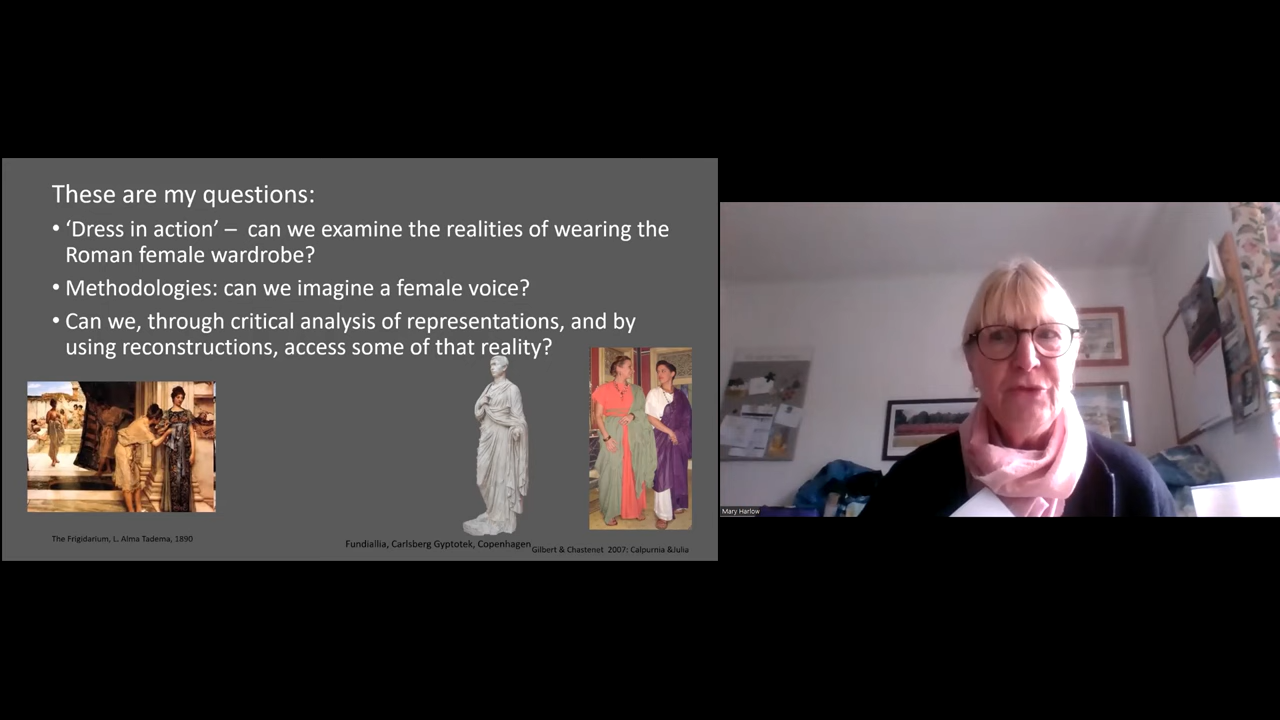 These are my questions:
• ‘Dress in action’ – can we examine the realities of wearing the
Roman female wardrobe?
• Methodologies: can we imagine a female voice?
• Can we, through critical analysis of representations, and by
using reconstructions, access some of that reality?
The Frigidarium, L. Alma Tadema, 1890
Fundiallia, Carlsberg Gyptotek, Copenhagen
Gilbert & Chastenet 2007: Calpurnia &Julia
Mary Harlow